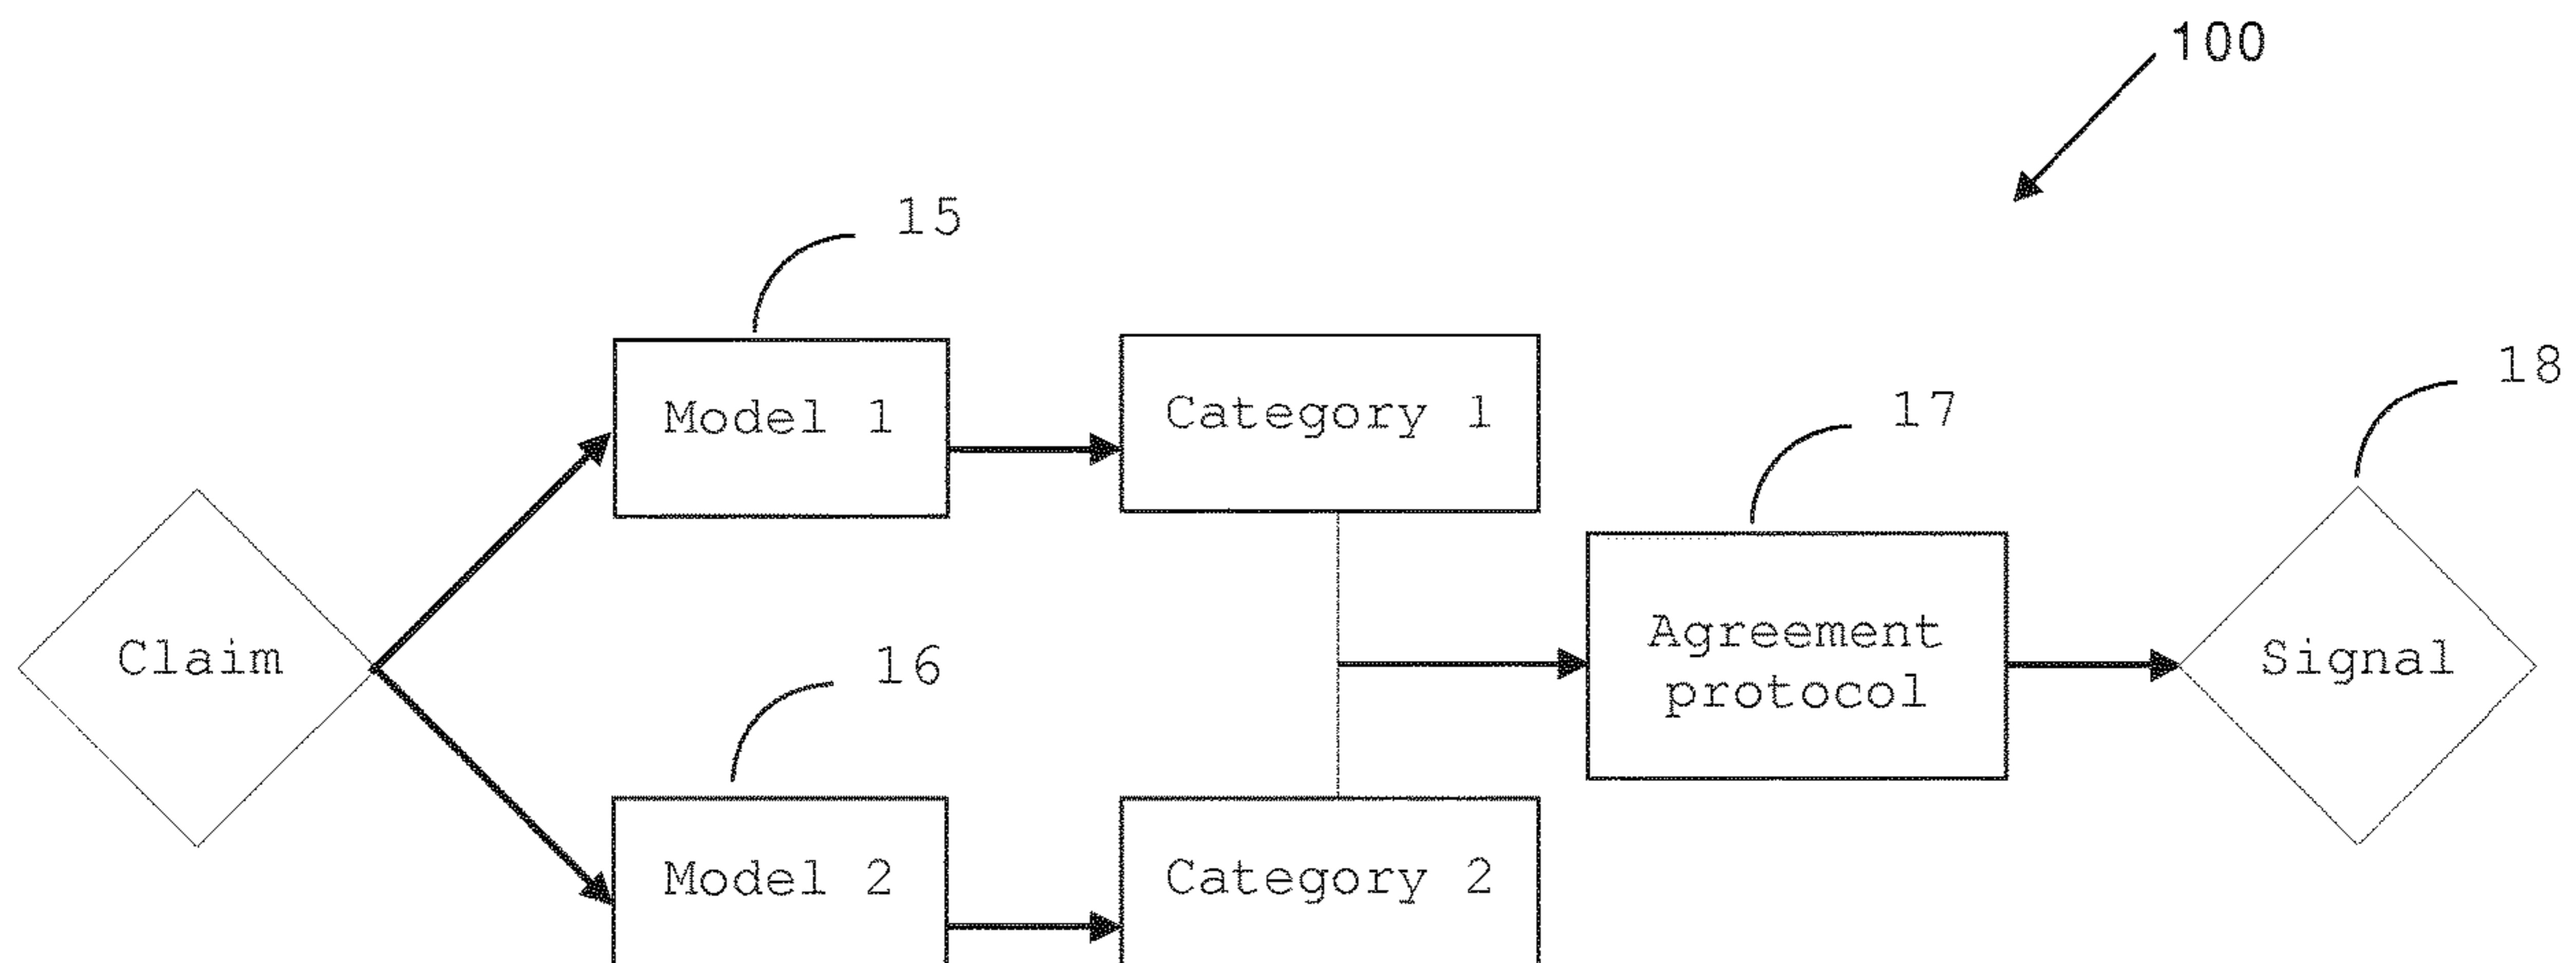 100
15
18
Model 1
Category 1
17
Claim
16
Agreement
protocol
Signal
Model 2
Category 2